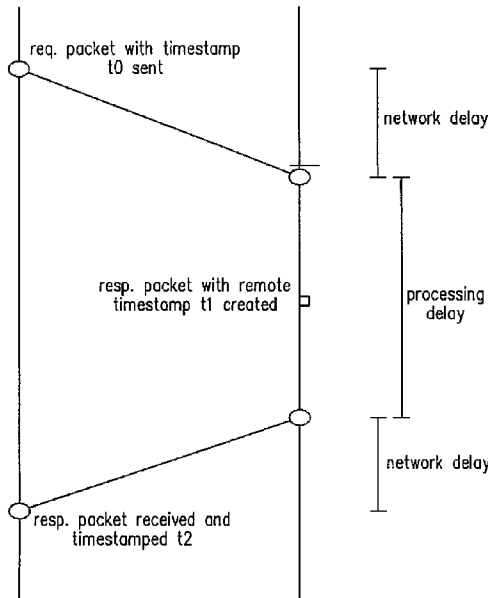 req. packet with timestamp
t0 sent
network delay
resp. packet with remote
timestamp t1 created
processing
delay
network delay
resp. packet received and
timestamped t2